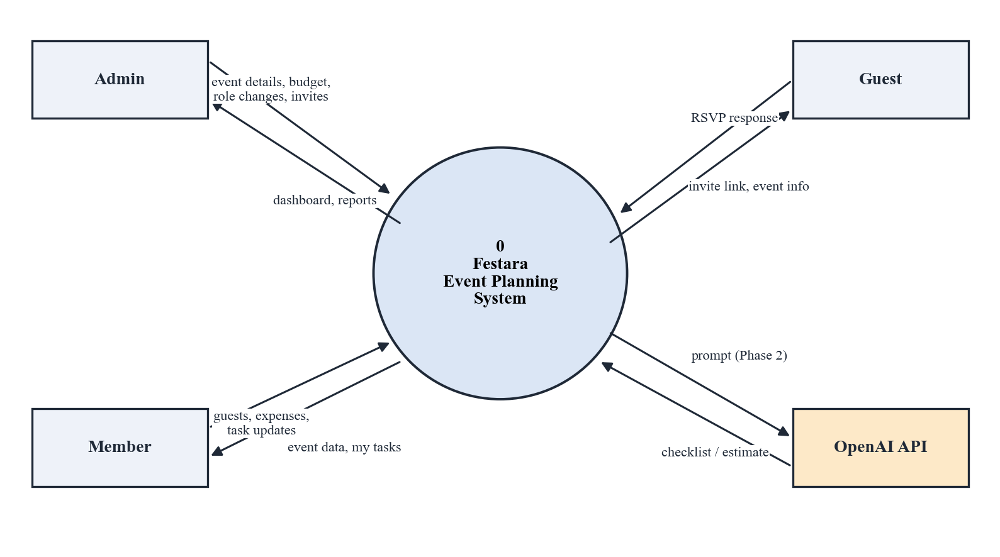 Admin
Guest
event details, budget,
role changes, invites
RSVP response
invite link, event info
dashboard, reports
0
Festara
Event Planning
System
prompt (Phase 2)
guests, expenses,
task updates
event data, my tasks
Member
checklist / estimate
OpenAI API